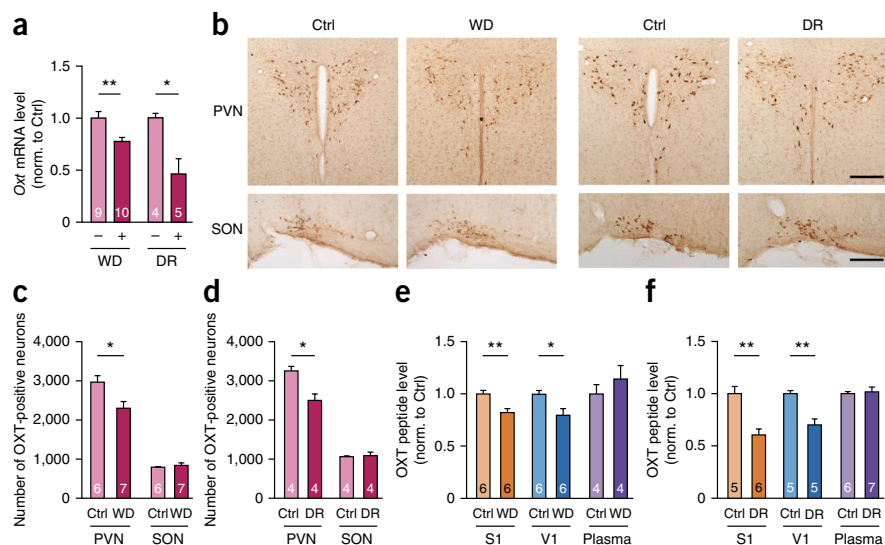 a
Oxt mRNA level
(norm. to Ctrl)
1.5
1.0
0.5
0
**
*
9
10
4
5
– + – +
WD DR
b
Ctrl WD Ctrl DR
PVN
SON
c
Number of OXT-positive neurons
4,000
3,000
2,000
1,000
0
*
6
7
6
7
Ctrl WD Ctrl WD
PVN SON
d
Number of OXT-positive neurons
4,000
3,000
2,000
1,000
0
*
4
4
4
4
Ctrl DR Ctrl DR
PVN SON
e
OXT peptide level
(norm. to Ctrl)
1.5
1.0
0.5
0
**
*
6
6
6
6
4
4
Ctrl WD Ctrl WD Ctrl WD
S1 V1 Plasma
f
OXT peptide level
(norm. to Ctrl)
1.5
1.0
0.5
0
**
**
5
6
5
5
6
7
Ctrl DR Ctrl DR Ctrl DR
S1 V1 Plasma